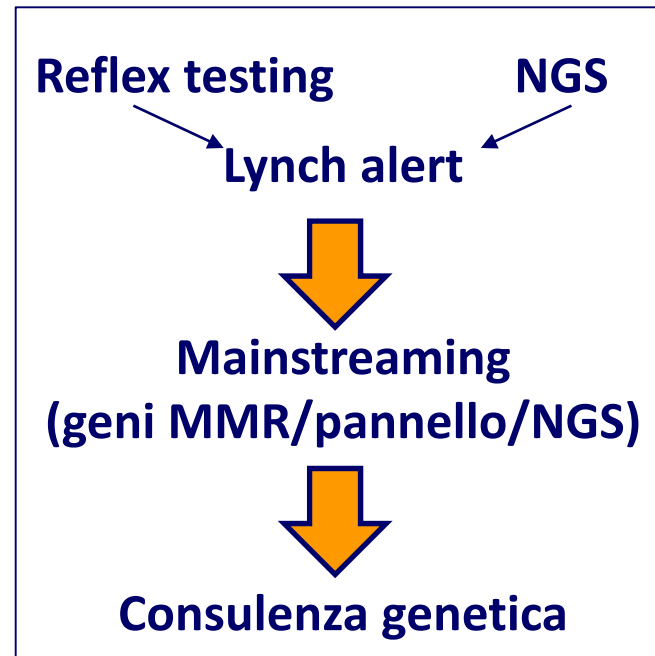 Reflex testing NGS
Lynch alert
Mainstreaming
(geni MMR/pannello/NGS)
Consulenza genetica